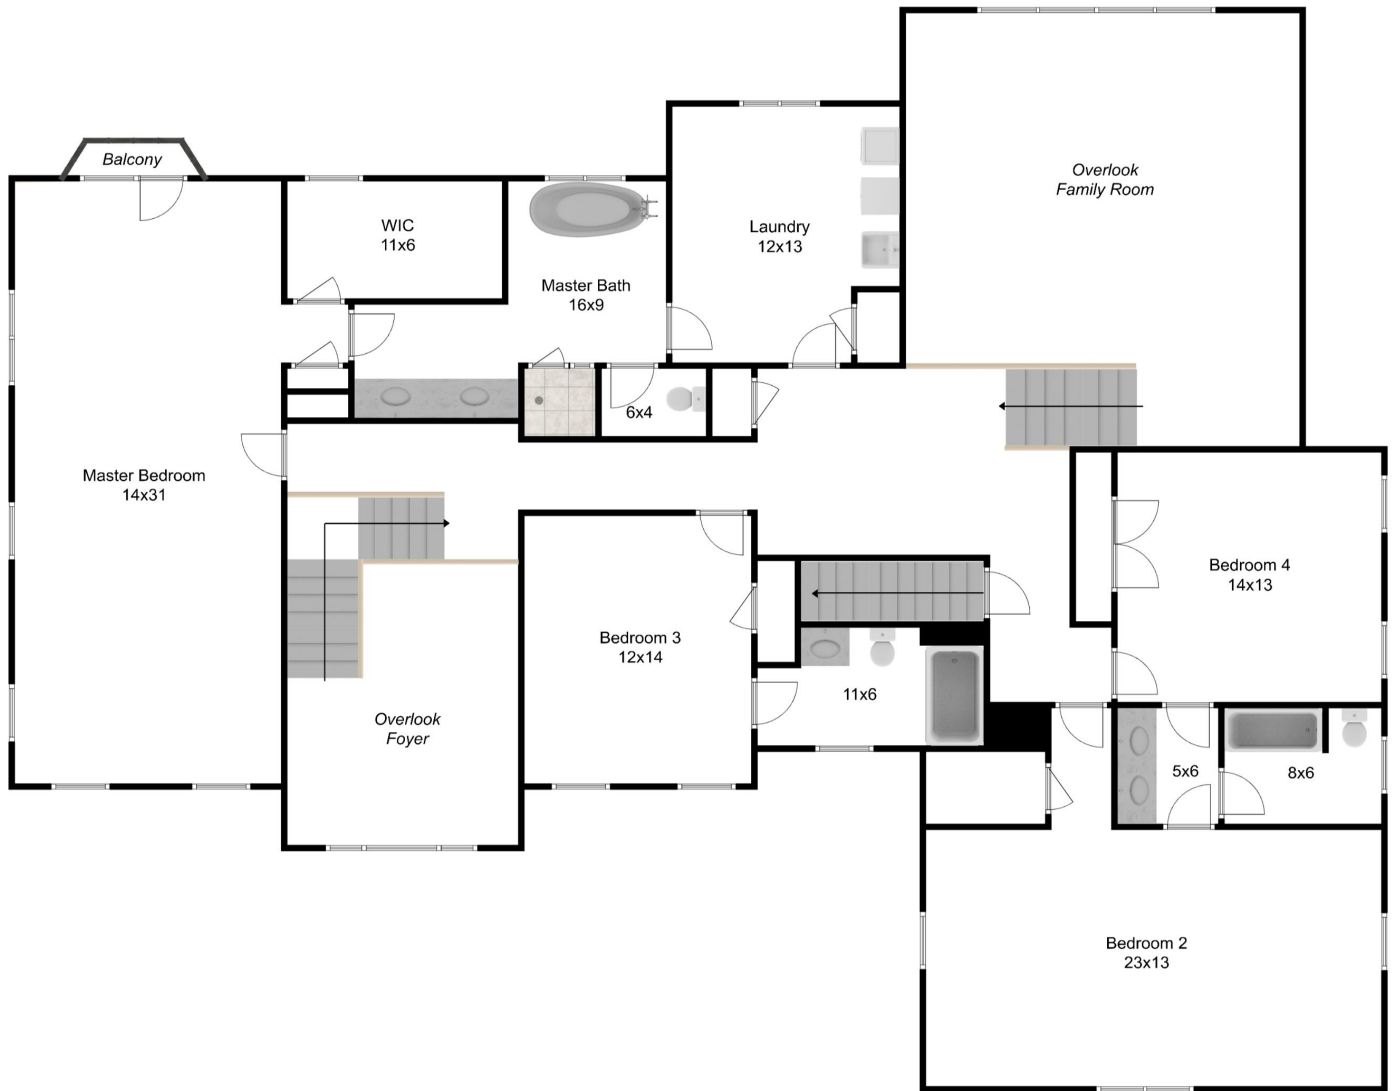 Balcony
Overlook
Family Room
WIC
11x6
Laundry
12x13
Master Bath
16x9
6x4
Master Bedroom
14x31
Bedroom 4
14x13
Bedroom 3
12x14
11x6
Overlook
Foyer
5x6
8x6
Bedroom 2
23x13